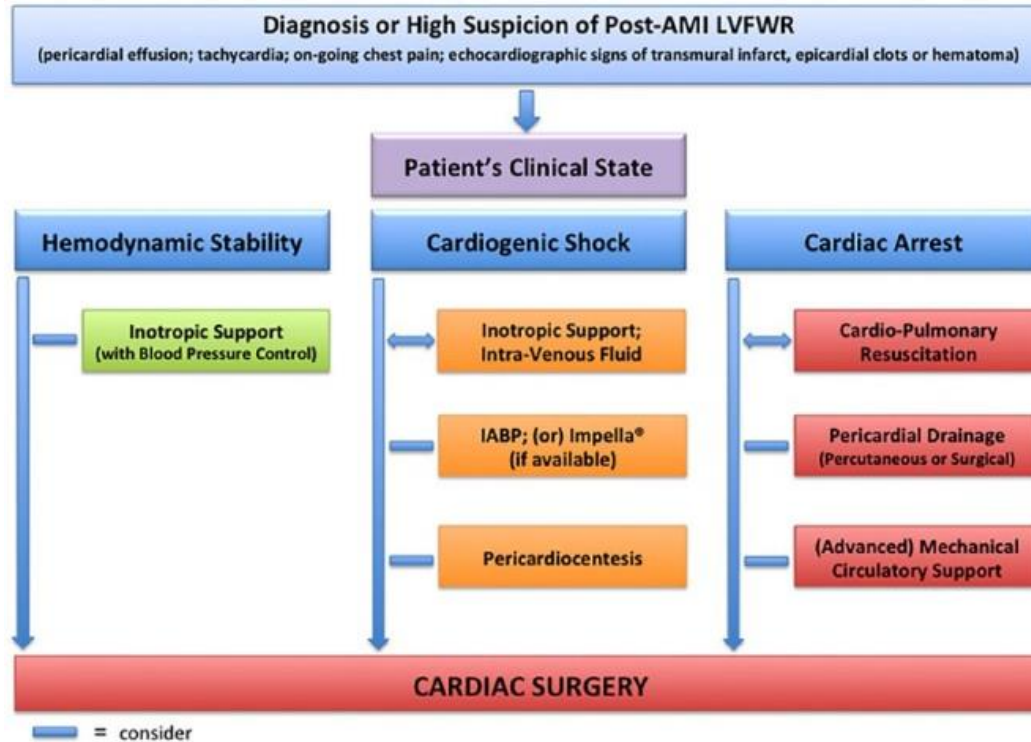 Diagnosis or High Suspicion of Post-AMI LVFWR
(pericardial effusion; tachycardia; on-going chest pain; echocardiographic signs of transmural infarct, epicardial clots or hematoma)
Patient's Clinical State
Hemodynamic Stability
Cardiogenic Shock
Cardiac Arrest
Inotropic Support
(with Blood Pressure Control)
Inotropic Support;
Intra-Venous Fluid
Cardio-Pulmonary
Resuscitation
IABP; (or) Impella®
(if available)
Pericardial Drainage
(Percutaneous or Surgical)
Pericardiocentesis
(Advanced) Mechanical
Circulatory Support
CARDIAC SURGERY
= consider